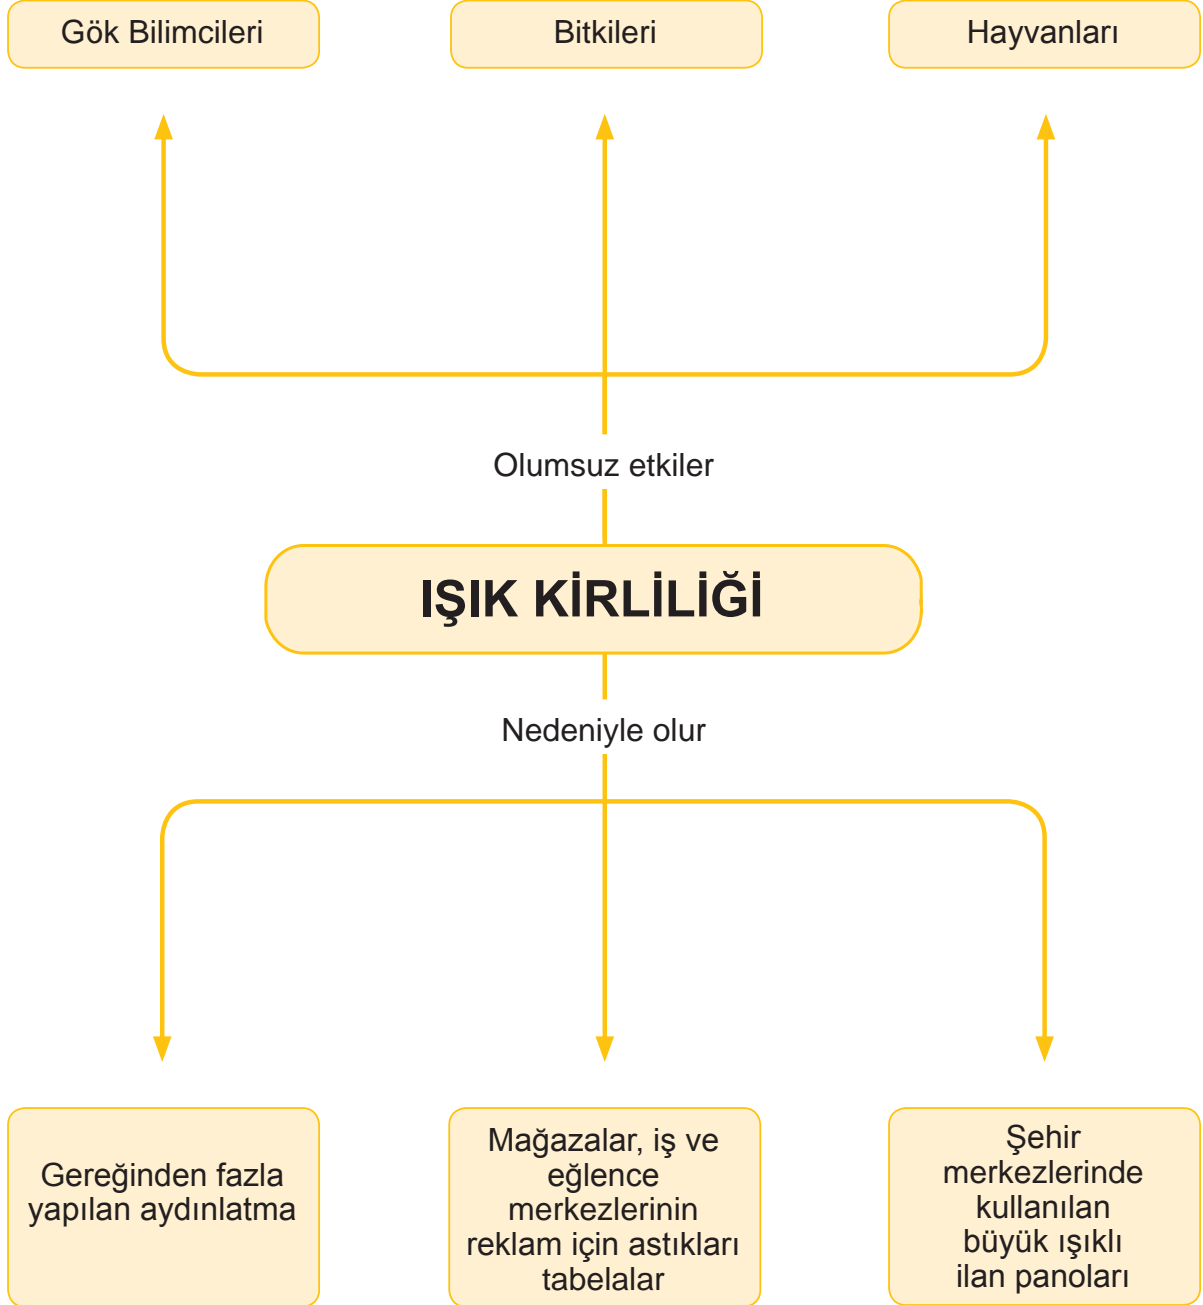 Gök Bilimcileri
Bitkileri
Hayvanları
Olumsuz etkiler
IŞIK KİRLİLİĞİ
Nedeniyle olur
Gereğinden fazla
yapılan aydınlatma
Mağazalar, iş ve
eğlence
merkezlerinin
reklam için astıkları
tabelalar
Şehir
merkezlerinde
kullanılan
büyük ışıklı
ilan panoları